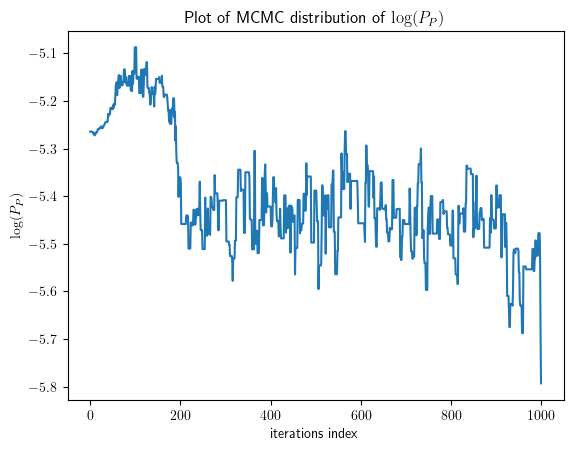 Plot of MCMC distribution of log(P_P)
−5.1
−5.2
−5.3
−5.4
−5.5
−5.6
−5.7
−5.8
log(P_P)
0 200 400 600 800 1000
iterations index